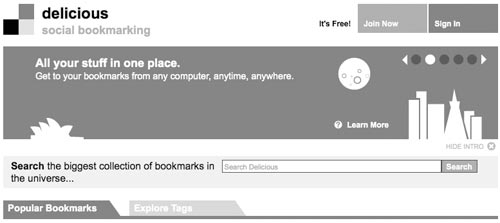 delicious
social bookmarking
It's Free!
Join Now
Sign In
All your stuff in one place.
Get to your bookmarks from any computer, anytime, anywhere.
? Learn More
HIDE INTRO
Search the biggest collection of bookmarks in
the universe...
Search Delicious
Search
Popular Bookmarks
Explore Tags